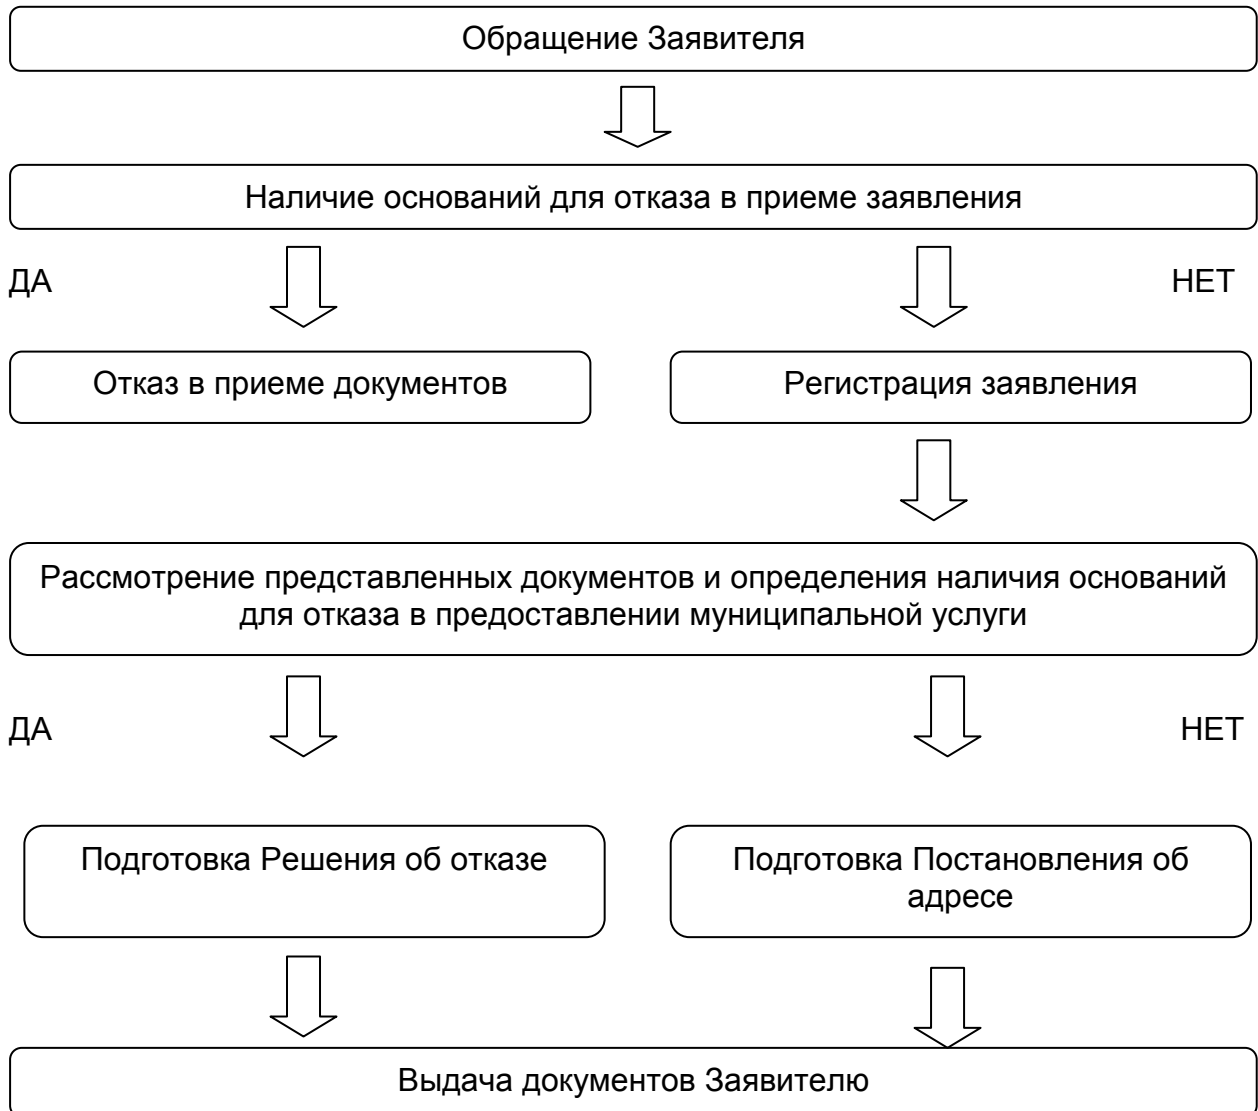 Обращение Заявителя
Наличие оснований для отказа в приеме заявления
ДА
НЕТ
Отказ в приеме документов
Регистрация заявления
Рассмотрение представленных документов и определения наличия оснований
для отказа в предоставлении муниципальной услуги
ДА
НЕТ
Подготовка Решения об отказе
Подготовка Постановления об
адресе
Выдача документов Заявителю